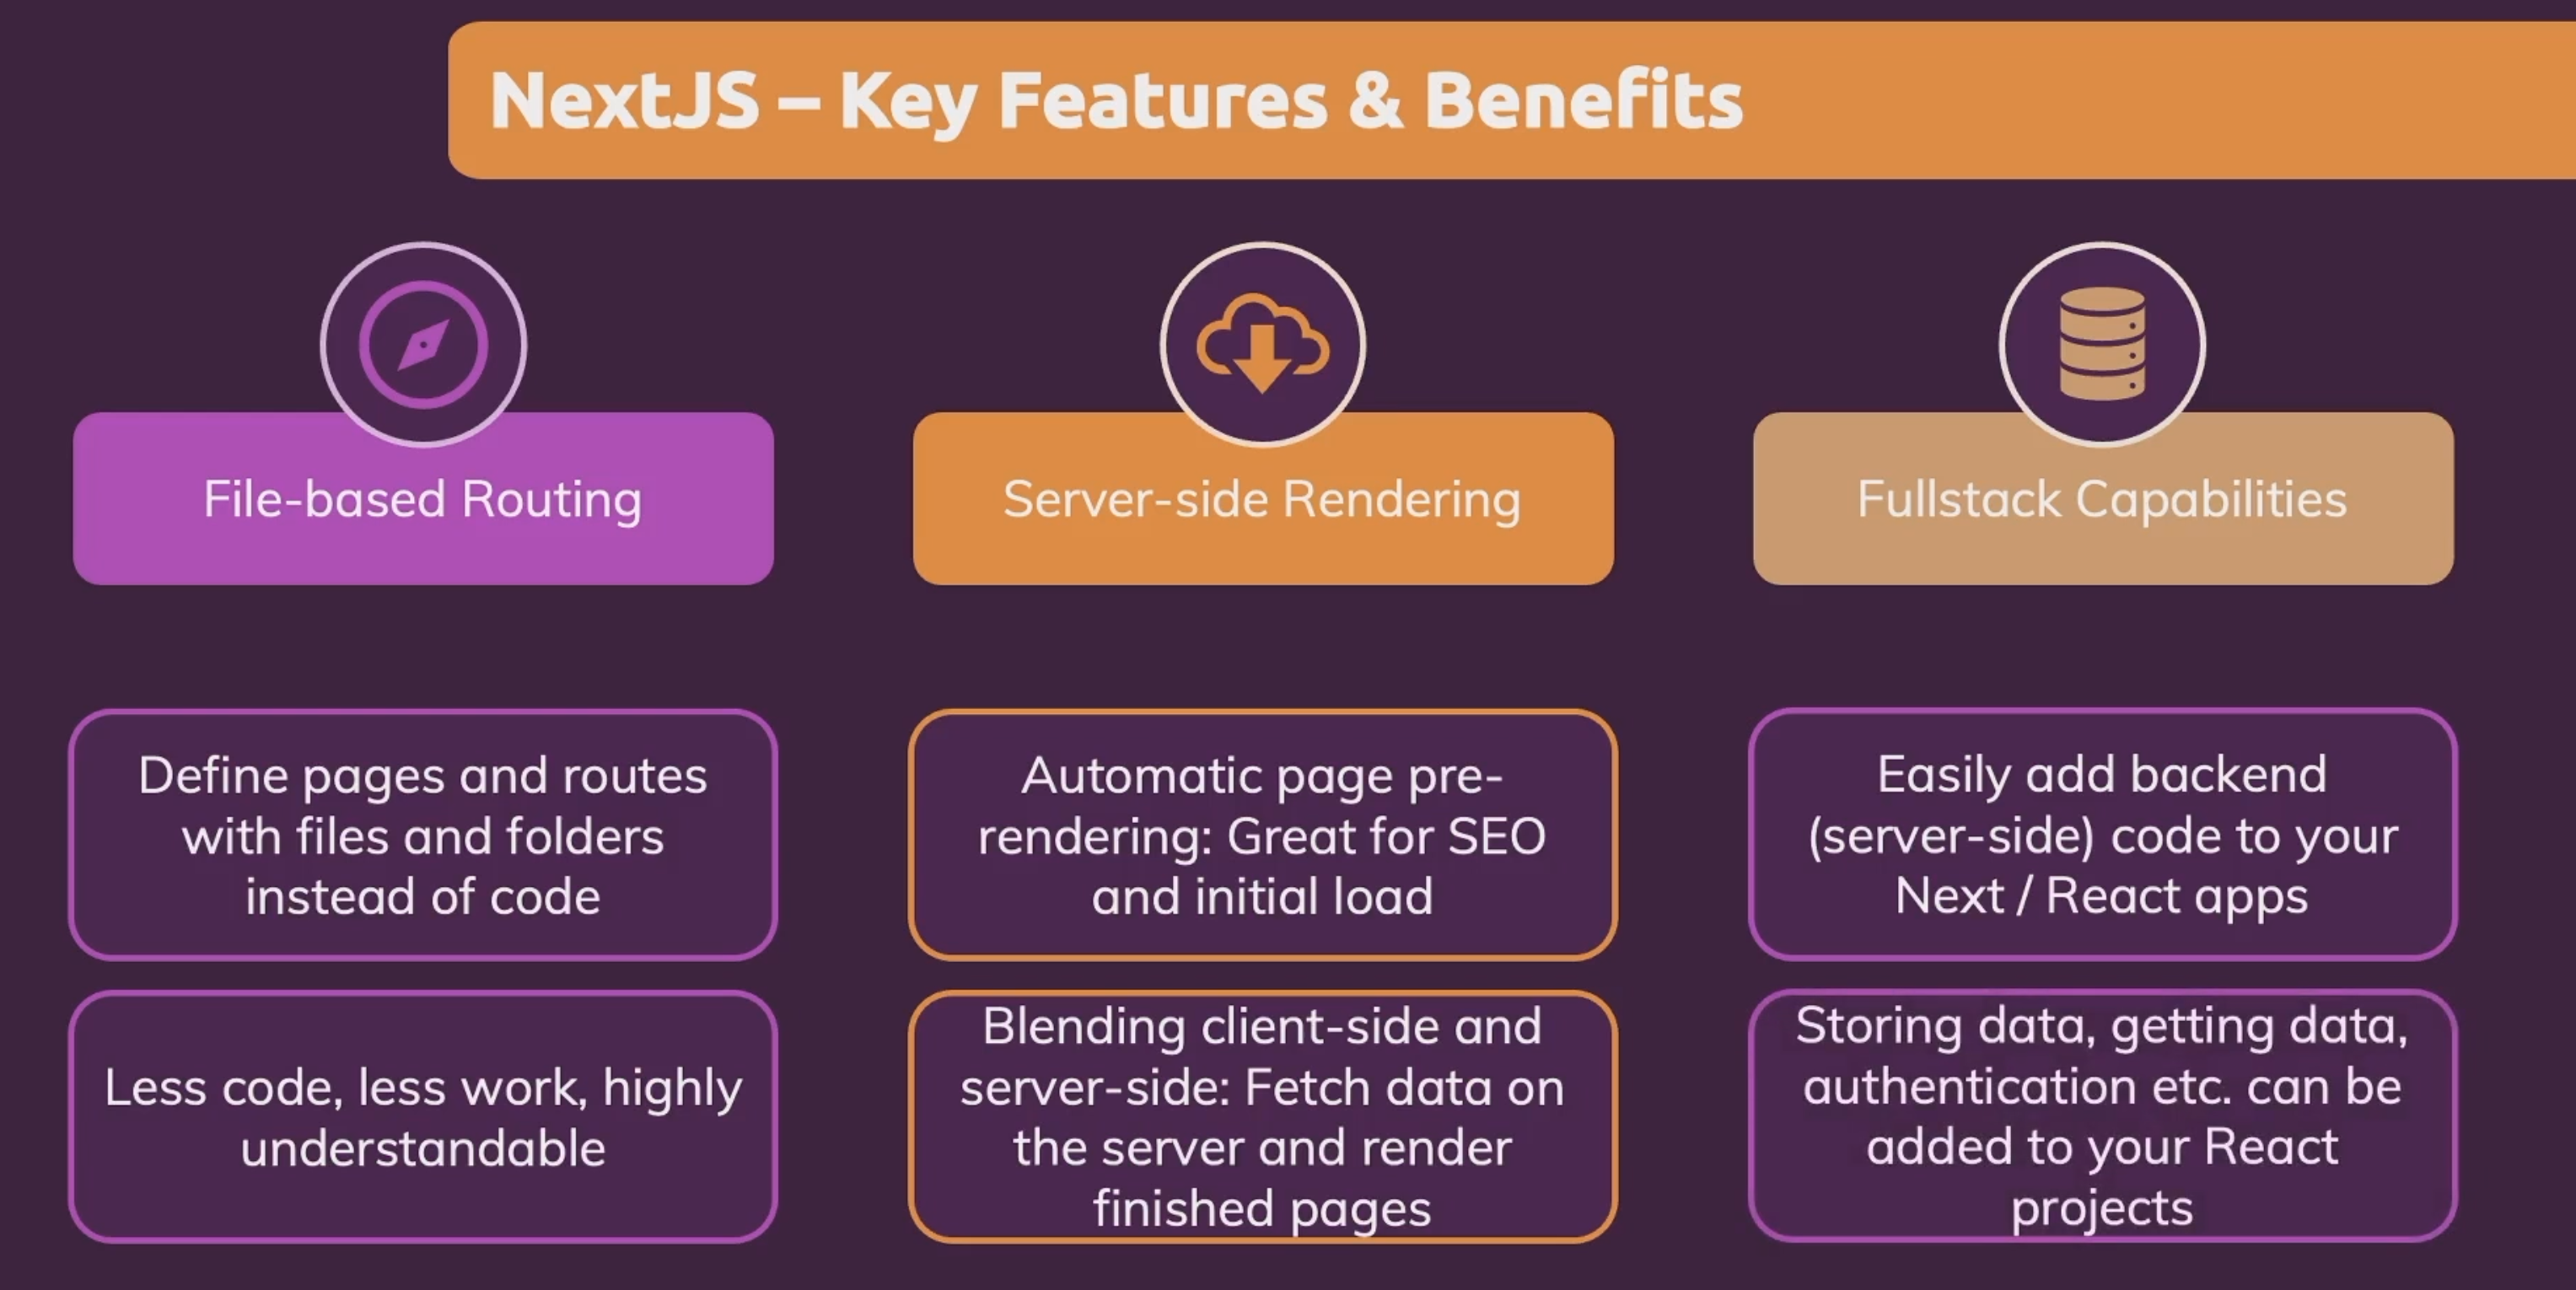 NextJS – Key Features & Benefits
File-based Routing
Server-side Rendering
Fullstack Capabilities
Define pages and routes
with files and folders
instead of code
Automatic page pre-
rendering: Great for SEO
and initial load
Easily add backend
(server-side) code to your
Next / React apps
Less code, less work, highly
understandable
Blending client-side and
server-side: Fetch data on
the server and render
finished pages
Storing data, getting data,
authentication etc. can be
added to your React
projects